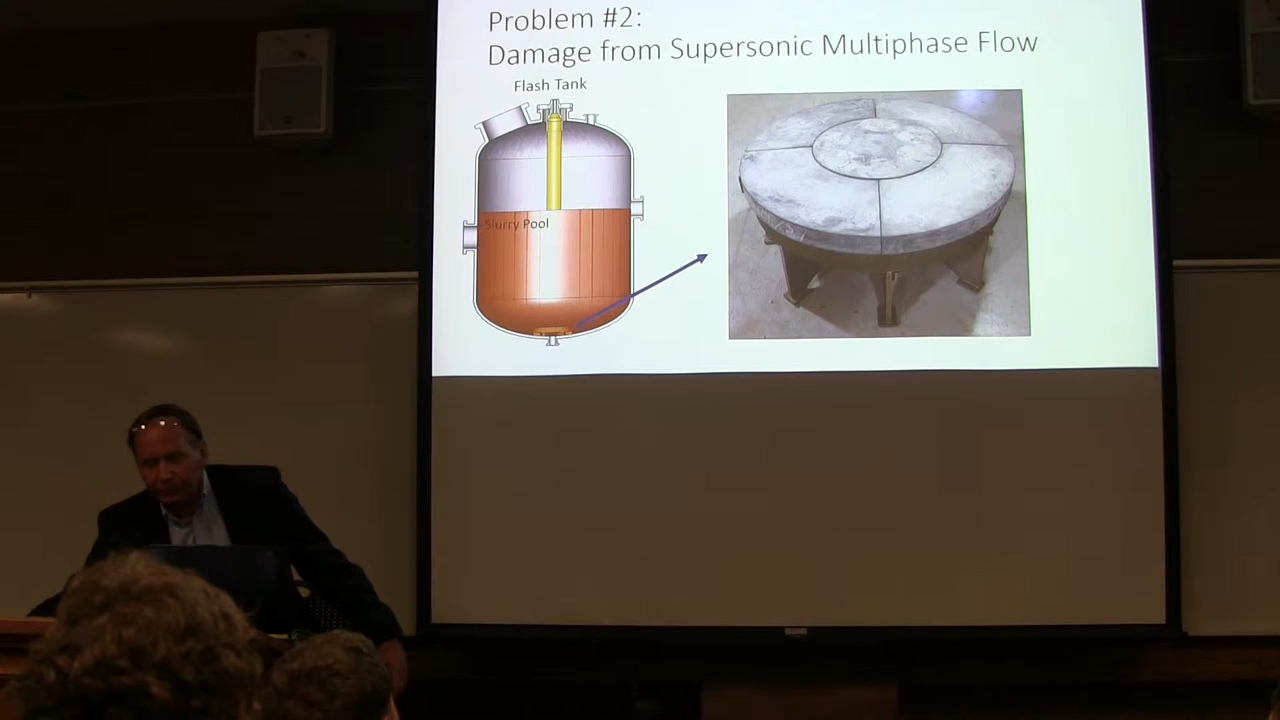 Problem #2:
Damage from Supersonic Multiphase Flow
Flash Tank
Slurry Pool